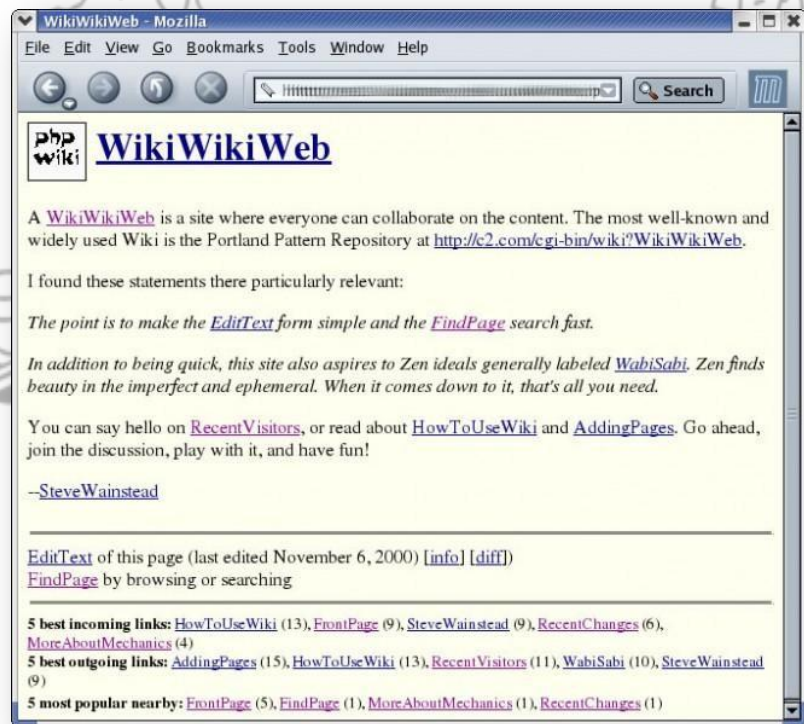 WikiWikiWeb - Mozilla
File Edit View Go Bookmarks Tools Window Help
Search
php
wiki
WikiWikiWeb
A WikiWikiWeb is a site where everyone can collaborate on the content. The most well-known and
widely used Wiki is the Portland Pattern Repository at http://c2.com/cgi-bin/wiki?WikiWikiWeb.
I found these statements there particularly relevant:
The point is to make the EditText form simple and the FindPage search fast.
In addition to being quick, this site also aspires to Zen ideals generally labeled WabiSabi. Zen finds
beauty in the imperfect and ephemeral. When it comes down to it, that's all you need.
You can say hello on RecentVisitors, or read about HowToUseWiki and AddingPages. Go ahead,
join the discussion, play with it, and have fun!
--SteveWainstead
EditText of this page (last edited November 6, 2000) [info] [diff])
FindPage by browsing or searching
5 best incoming links: HowToUseWiki (13), FrontPage (9), SteveWainstead (9), RecentChanges (6),
MoreAboutMechanics (4)
5 best outgoing links: AddingPages (15), HowToUseWiki (13), RecentVisitors (11), WabiSabi (10), SteveWainstead
(9)
5 most popular nearby: FrontPage (5), FindPage (1), MoreAboutMechanics (1), RecentChanges (1)